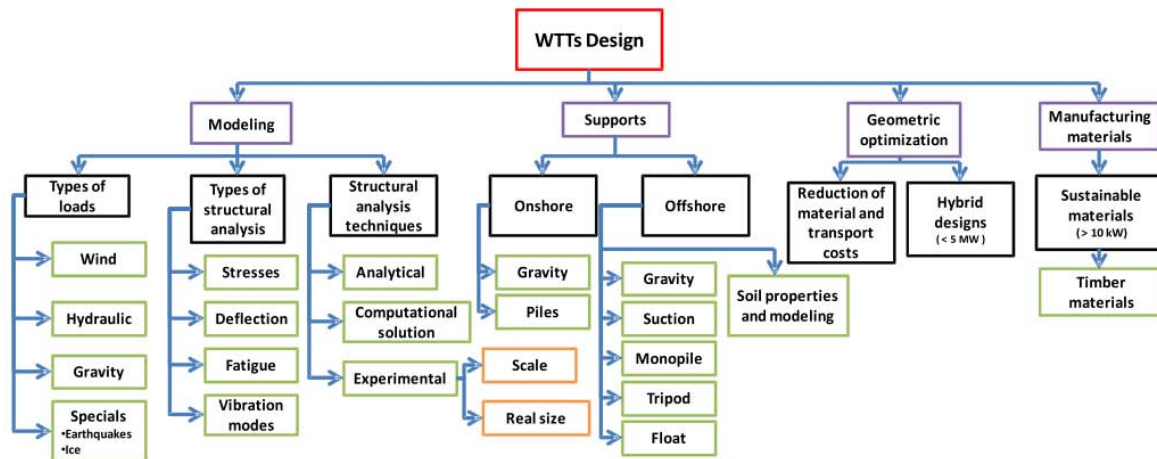 WTTs Design
Modeling
Supports
Geometric
optimization
Manufacturing
materials
Types of
loads
Types of
structural
analysis
Structural
analysis
techniques
Onshore
Offshore
Reduction of
material and
transport
costs
Hybrid
designs
( < 5 MW )
Sustainable
materials
(> 10 kW)
Wind
Hydraulic
Gravity
Specials
•Earthquakes
•Ice
Stresses
Deflection
Fatigue
Vibration
modes
Analytical
Computational
solution
Experimental
Scale
Real size
Gravity
Piles
Gravity
Suction
Monopile
Tripod
Float
Soil properties
and modeling
Timber
materials